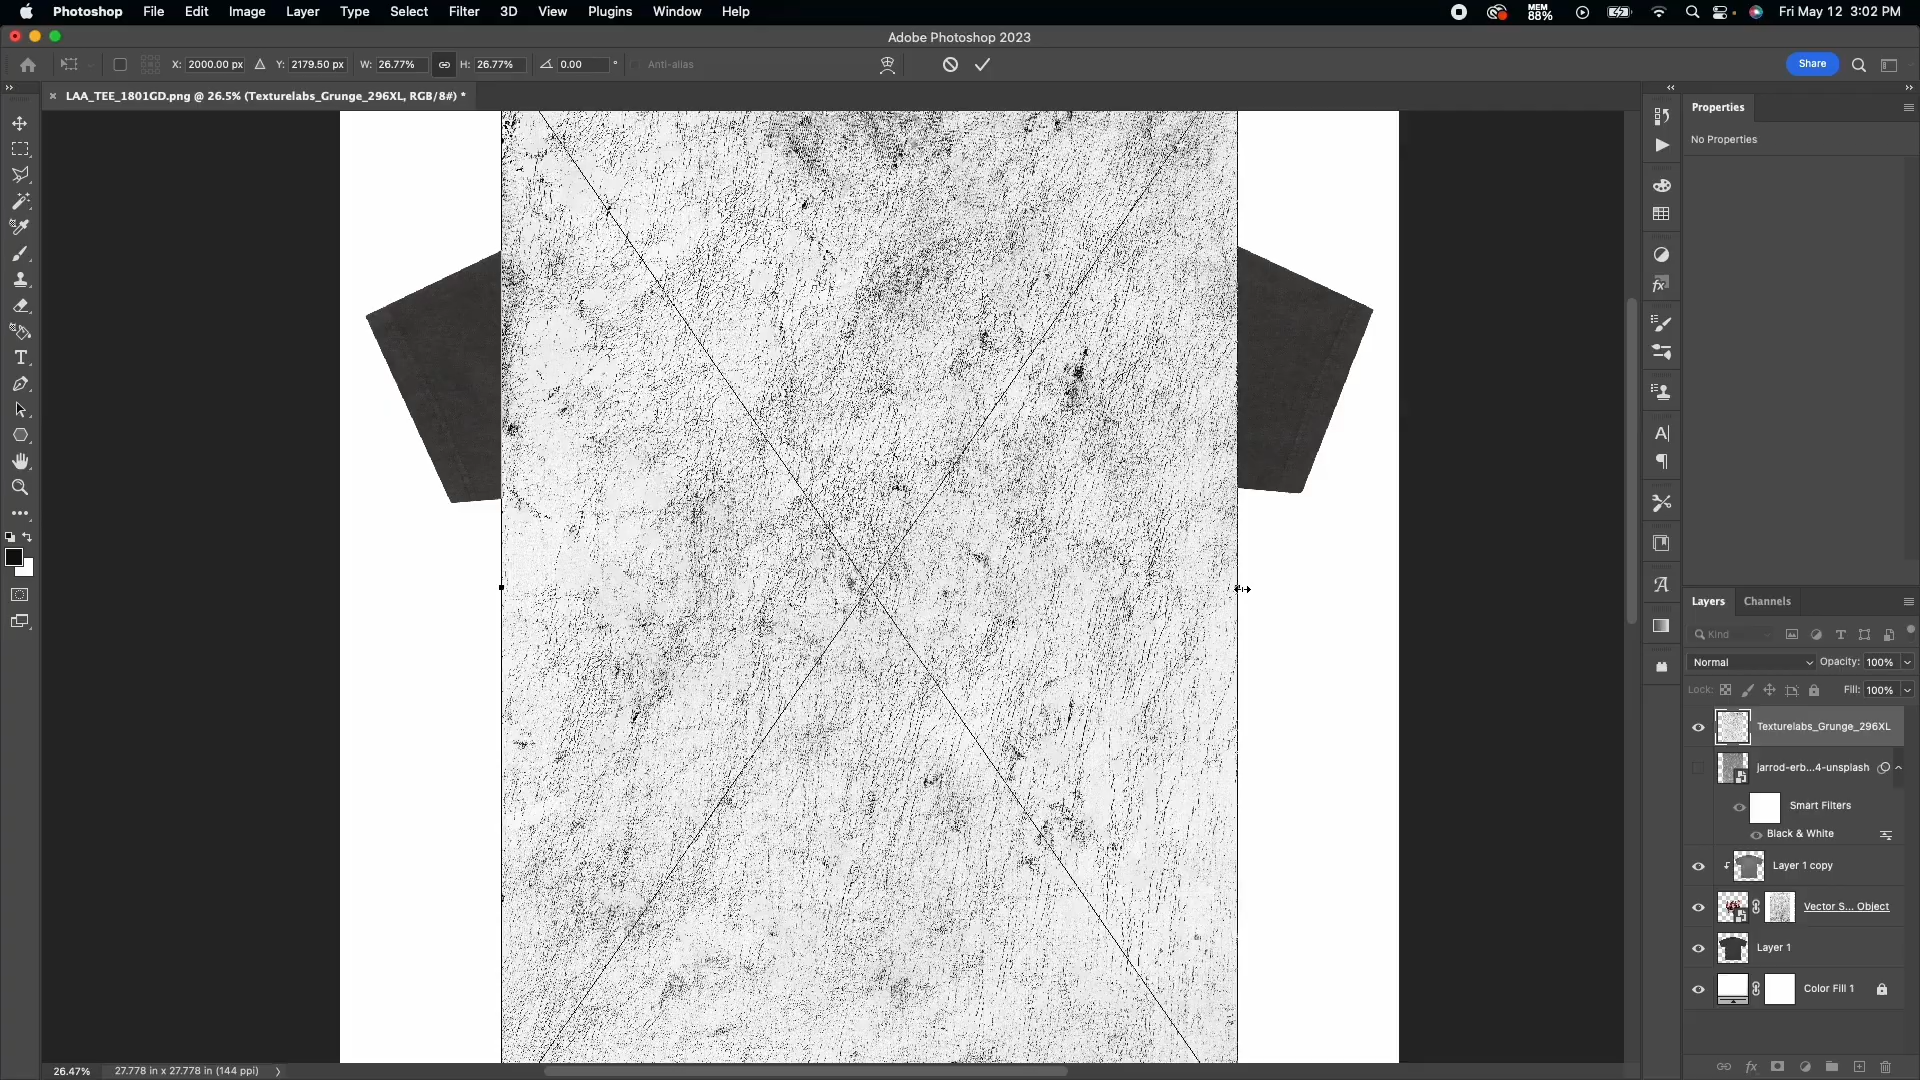 Photoshop File Edit Image Layer Type Select Filter 3D View Plugins Window Help MEM 88% Fri May 12 3:02 PM
Adobe Photoshop 2023
X: 2000.00 px Y: 2179.50 px W: 26.77% H: 26.77% 0.00 ° Anti-alias Share
LAA_TEE_1801GD.png @ 26.5% (Texturelabs_Grunge_296XL, RGB/8#) *
Properties
No Properties
Layers Channels
Kind
Normal Opacity: 100%
Lock: Fill: 100%
Texturelabs_Grunge_296XL
jarrod-erb...4-unsplash
Smart Filters
Black & White
Layer 1 copy
Vector S... Object
Layer 1
Color Fill 1
26.47% 27.778 in x 27.778 in (144 ppi)